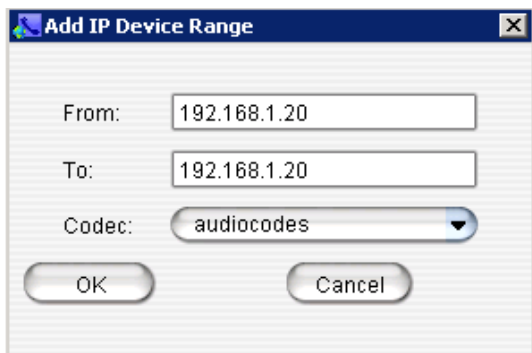 Add IP Device Range
From: 192.168.1.20
To: 192.168.1.20
Codec: audiocodes
OK Cancel